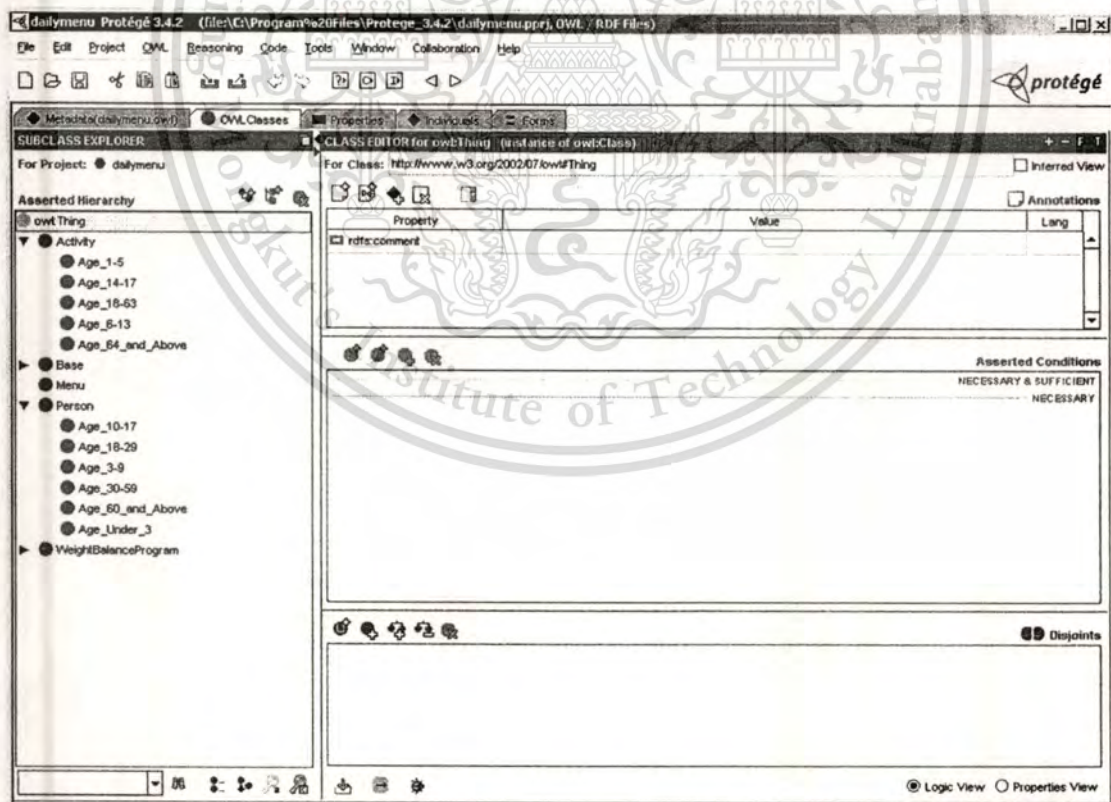 dailymenu Protégé 3.4.2 (file:\C:\Program%20Files\Protege_3.4.2\dailymenu.pprj, OWL / RDF Files)
File Edit Project OWL Reasoning Code Tools Window Collaboration Help
protégé
Metadata(dailymenu.owl) OWLClasses Properties Individuals Forms
SUBCLASS EXPLORER
For Project: dailymenu
Asserted Hierarchy
owl:Thing
Activity
Age_1-5
Age_14-17
Age_18-63
Age_6-13
Age_64_and_Above
Base
Menu
Person
Age_10-17
Age_18-29
Age_3-9
Age_30-59
Age_60_and_Above
Age_Under_3
WeightBalanceProgram
CLASS EDITOR for owl:Thing (instance of owl:Class)
For Class: http://www.w3.org/2002/07/owl#Thing
Inferred View
Annotations
Property Value Lang
rdfs:comment
Asserted Conditions
NECESSARY & SUFFICIENT
NECESSARY
Disjoints
Logic View Properties View
Institute of Technology Ladkraba